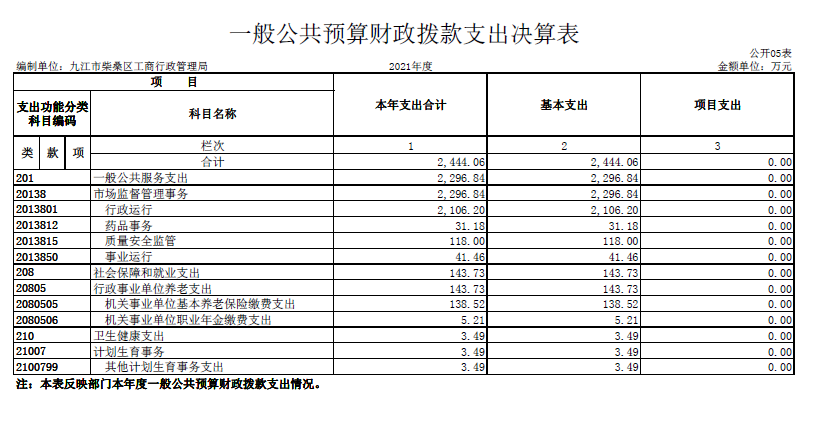 一般公共预算财政拨款支出决算表
公开05表
编制单位：九江市柴桑区工商行政管理局 2021年度 金额单位：万元
项 目 本年支出合计 基本支出 项目支出
支出功能分类科目编码 科目名称
类 款 项 栏次 1 2 3
合计 2,444.06 2,444.06 0.00
201 一般公共服务支出 2,296.84 2,296.84 0.00
20138 市场监督管理事务 2,296.84 2,296.84 0.00
2013801 行政运行 2,106.20 2,106.20 0.00
2013812 药品事务 31.18 31.18 0.00
2013815 质量安全监管 118.00 118.00 0.00
2013850 事业运行 41.46 41.46 0.00
208 社会保障和就业支出 143.73 143.73 0.00
20805 行政事业单位养老支出 143.73 143.73 0.00
2080505 机关事业单位基本养老保险缴费支出 138.52 138.52 0.00
2080506 机关事业单位职业年金缴费支出 5.21 5.21 0.00
210 卫生健康支出 3.49 3.49 0.00
21007 计划生育事务 3.49 3.49 0.00
2100799 其他计划生育事务支出 3.49 3.49 0.00
注：本表反映部门本年度一般公共预算财政拨款支出情况。